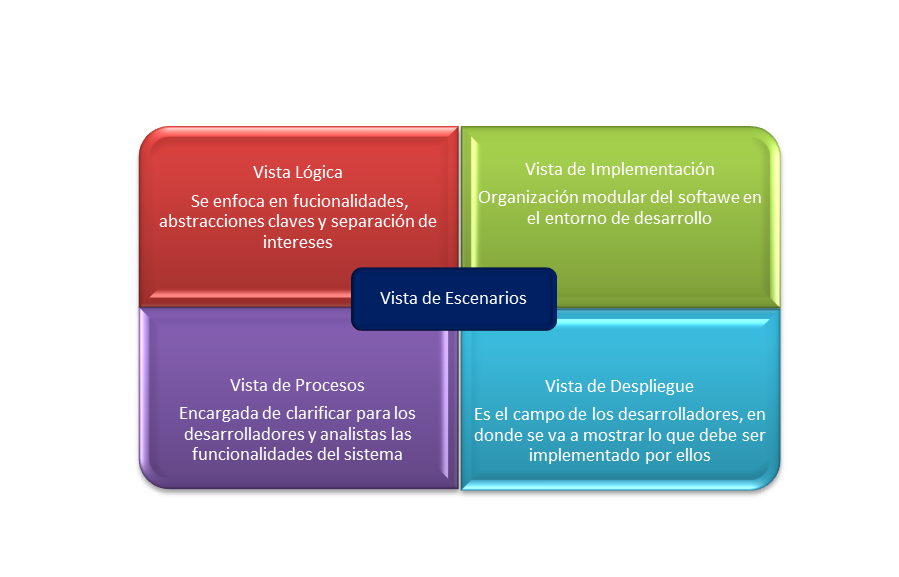 Vista Lógica
Se enfoca en fucionalidades,
abstracciones claves y separación de
intereses
Vista de Implementación
Organización modular del softawe en
el entorno de desarrollo
Vista de Escenarios
Vista de Procesos
Encargada de clarificar para los
desarrolladores y analistas las
funcionalidades del sistema
Vista de Despliegue
Es el campo de los desarrolladores, en
donde se va a mostrar lo que debe ser
implementado por ellos